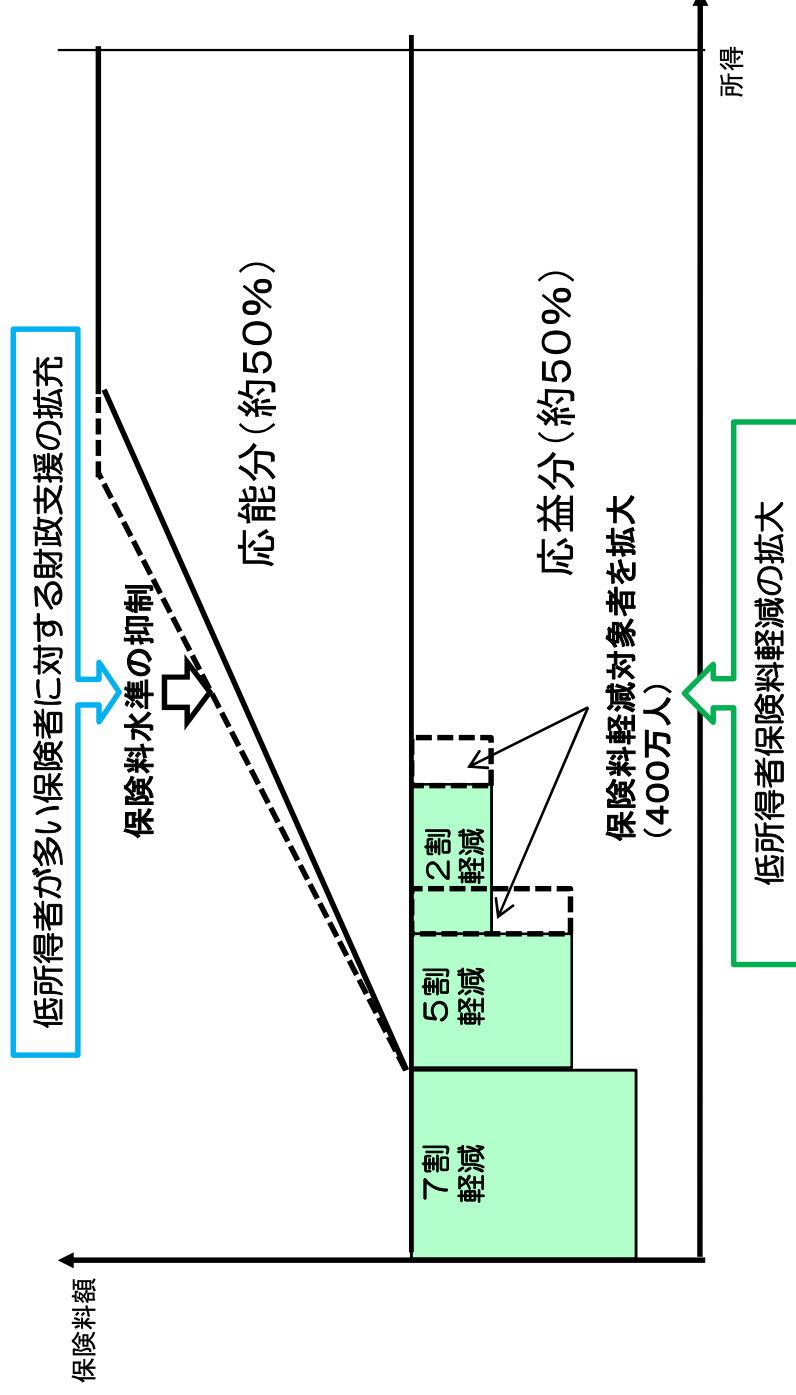 保険料額
低所得者が多い保険者に対する財政支援の拡充
保険料水準の抑制
応能分（約50％）
7割
軽減
5割
軽減
2割
軽減
応益分（約50％）
保険料軽減対象者を拡大
（400万人）
所得
低所得者保険料軽減の拡大